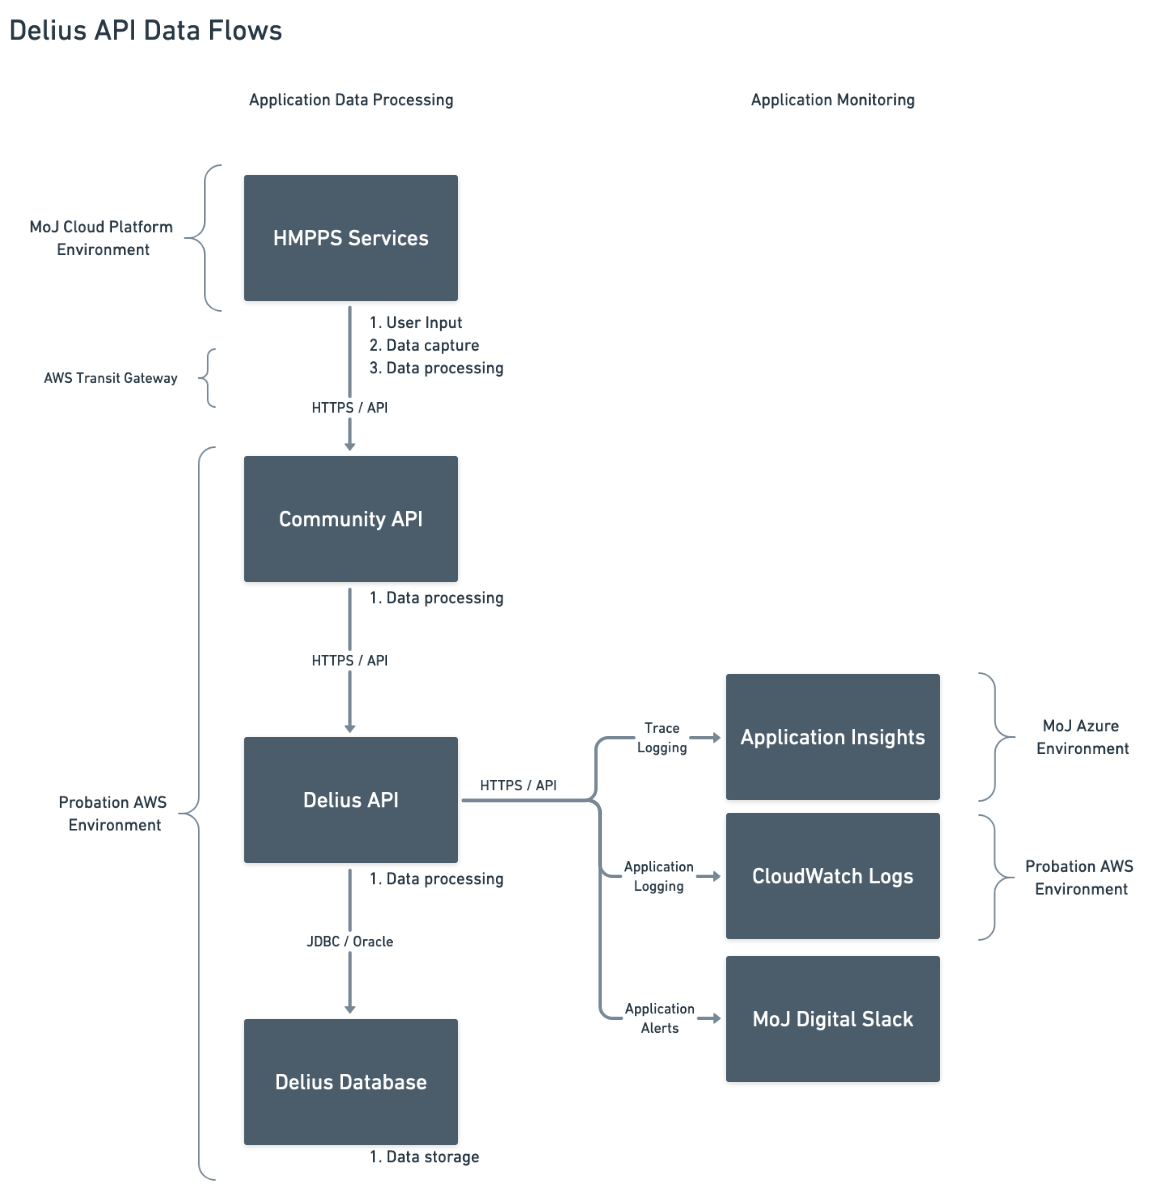 Delius API Data Flows
Application Data Processing
Application Monitoring
MoJ Cloud Platform
Environment
HMPPS Services
1. User Input
2. Data capture
3. Data processing
AWS Transit Gateway
HTTPS / API
Community API
1. Data processing
HTTPS / API
Probation AWS
Environment
Delius API
HTTPS / API
Trace
Logging
Application Insights
MoJ Azure
Environment
Application
Logging
CloudWatch Logs
Probation AWS
Environment
Application
Alerts
MoJ Digital Slack
1. Data processing
JDBC / Oracle
Delius Database
1. Data storage